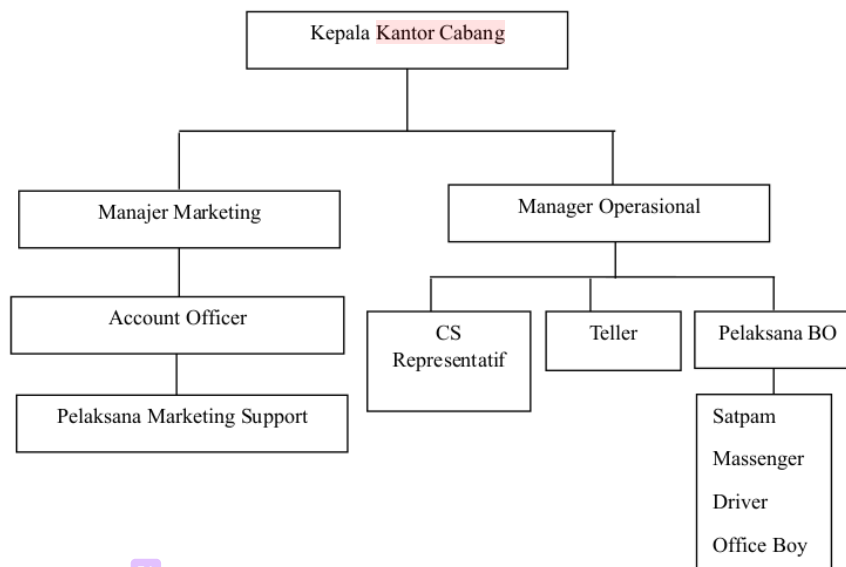 Kepala Kantor Cabang
Manajer Marketing
Manager Operasional
Account Officer
CS
Representatif
Teller
Pelaksana BO
Pelaksana Marketing Support
Satpam
Massenger
Driver
Office Boy